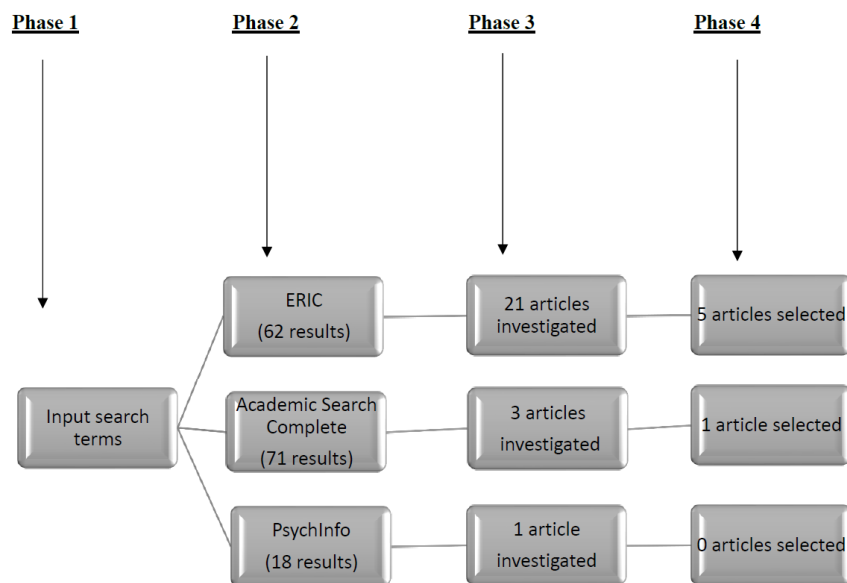 Phase 1
Phase 2
Phase 3
Phase 4
Input search
terms
ERIC
(62 results)
21 articles
investigated
5 articles selected
Academic Search
Complete
(71 results)
3 articles
investigated
1 article selected
PsychInfo
(18 results)
1 article
investigated
0 articles selected